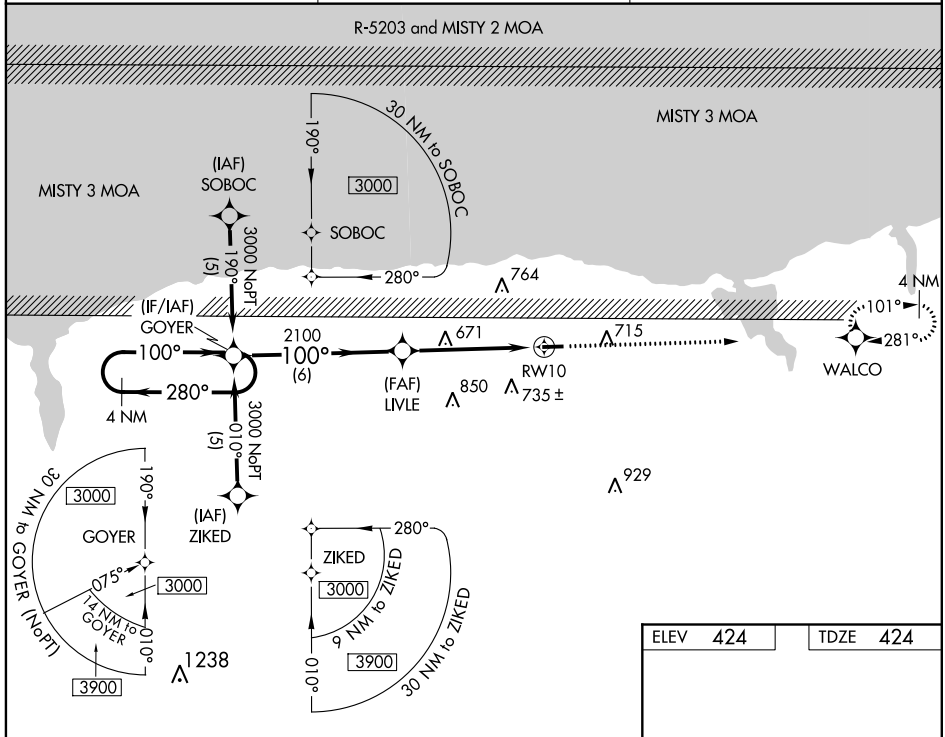 R-5203 and MISTY 2 MOA
MISTY 3 MOA
MISTY 3 MOA
(IAF)
SOBOC
3000 NoPT
190°
(5)
190°
30 NM to SOBOC
3000
SOBOC
280°
764
(IF/IAF)
GOYER
100°
280°
4 NM
2100
100°
(6)
671
(FAF)
LIVLE
850
735 ±
RW10
715
4 NM
101°
281°
WALCO
3000 NoPT
010°
(5)
(IAF)
ZIKED
929
30 NM to GOYER (NoPT)
3000
190°
GOYER
075°
3000
14 NM to
GOYER
010°
3900
1238
280°
ZIKED
3000
9 NM to ZIKED
010°
3900
30 NM to ZIKED
ELEV 424
TDZE 424